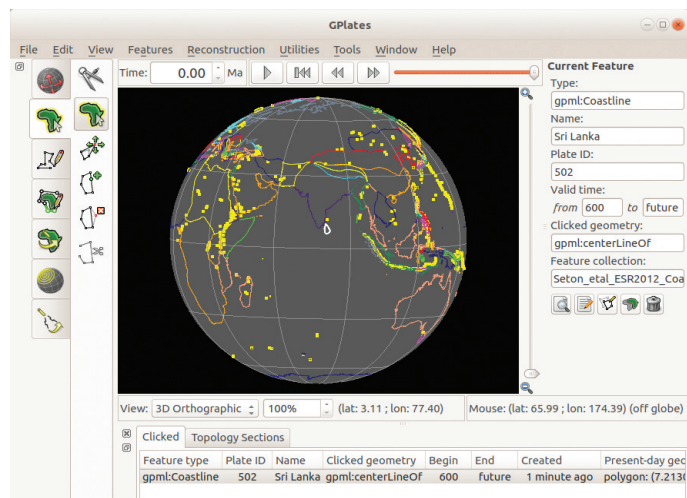 GPlates
File Edit View Features Reconstruction Utilities Tools Window Help
Time: 0.00 Ma
Current Feature
Type:
gpml:Coastline
Name:
Sri Lanka
Plate ID:
502
Valid time:
from 600 to future
Clicked geometry:
gpml:centerLineOf
Feature collection:
Seton_etal_ESR2012_Coa
View: 3D Orthographic 100% (lat: 3.11 ; lon: 77.40) Mouse: (lat: 65.99 ; lon: 174.39) (off globe)
Clicked Topology Sections
Feature type Plate ID Name Clicked geometry Begin End Created Present-day geo
gpml:Coastline 502 Sri Lanka gpml:centerLineOf 600 future 1 minute ago polygon: (7.2130